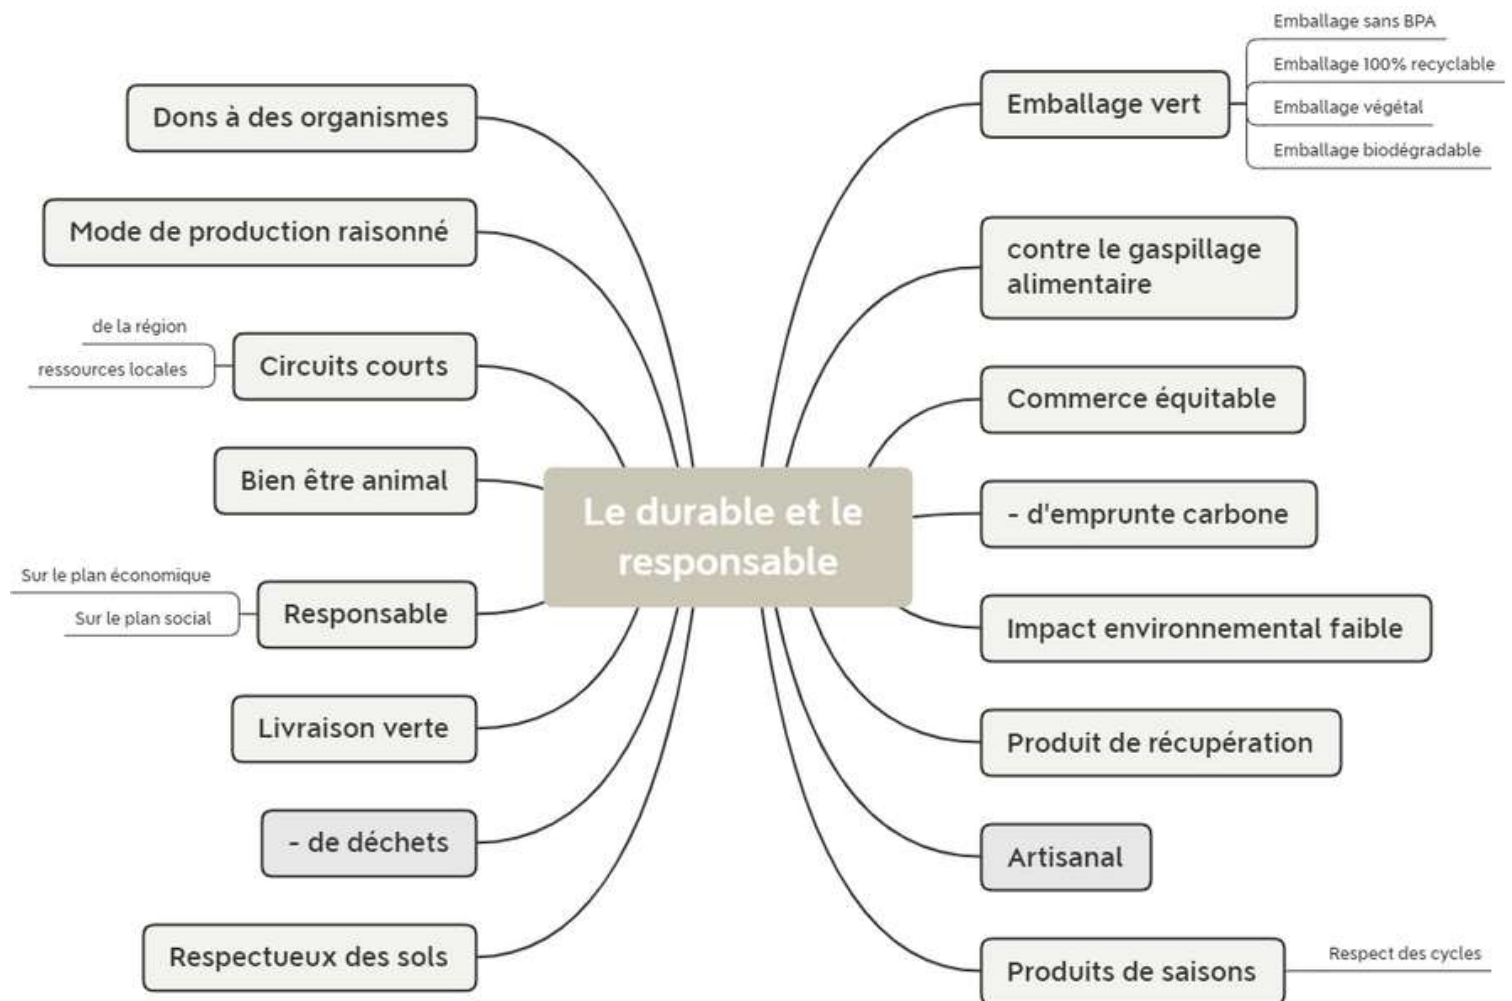 Le durable et le
responsable
Dons à des organismes
Mode de production raisonné
Circuits courts
de la région
ressources locales
Bien être animal
Responsable
Sur le plan économique
Sur le plan social
Livraison verte
- de déchets
Respectueux des sols
Emballage vert
Emballage sans BPA
Emballage 100% recyclable
Emballage végétal
Emballage biodégradable
contre le gaspillage
alimentaire
Commerce équitable
- d'emprunte carbone
Impact environnemental faible
Produit de récupération
Artisanal
Produits de saisons
Respect des cycles